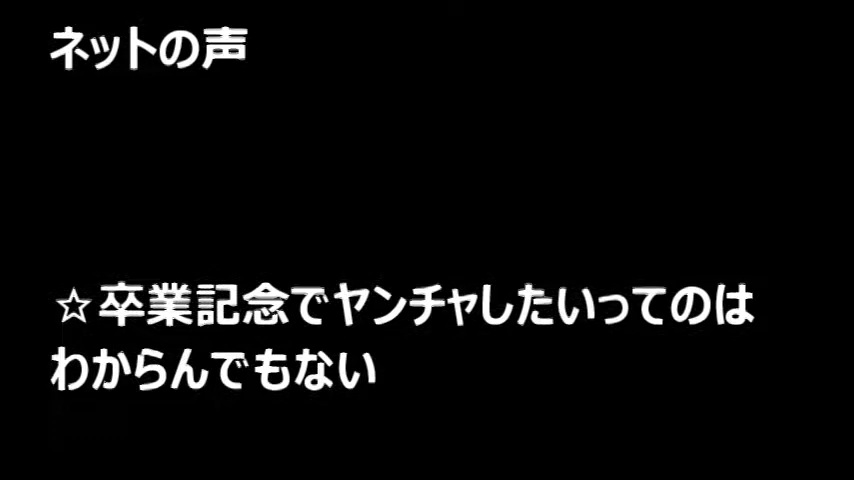 ネットの声
☆卒業記念でヤンチャしたいってのは
わからんでもない